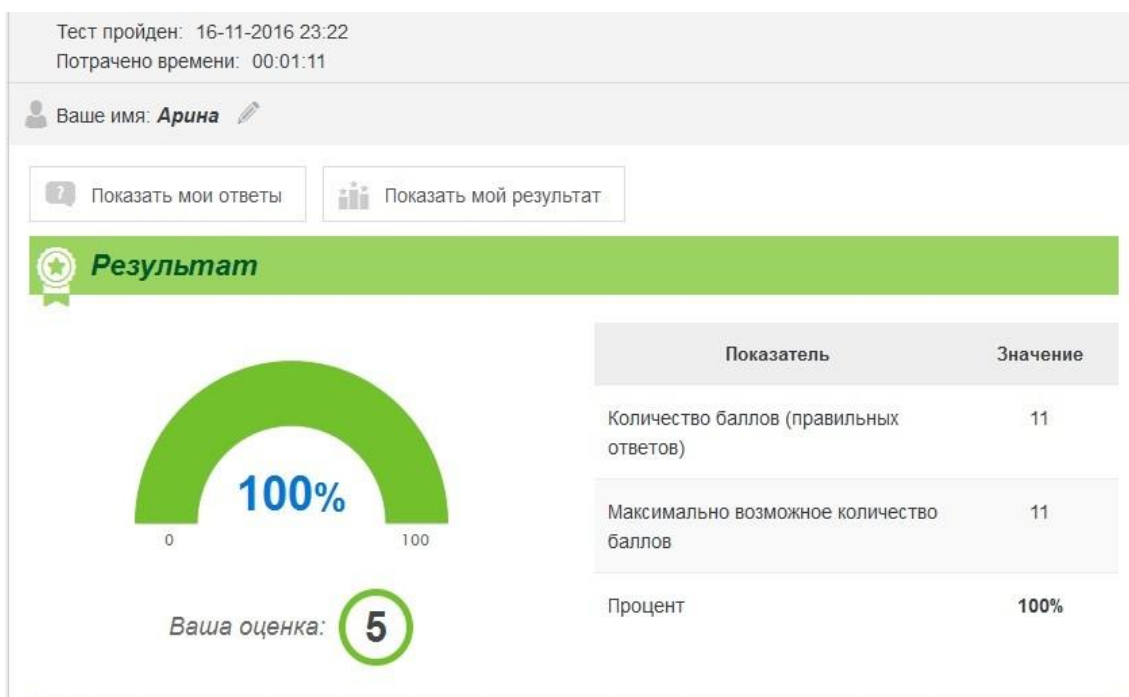 Тест пройден: 16-11-2016 23:22
Потрачено времени: 00:01:11
Ваше имя: Арина
Показать мои ответы
Показать мой результат
Результат
100%
0
100
Ваша оценка: 5
Показатель Значение
Количество баллов (правильных
ответов) 11
Максимально возможное количество
баллов 11
Процент 100%